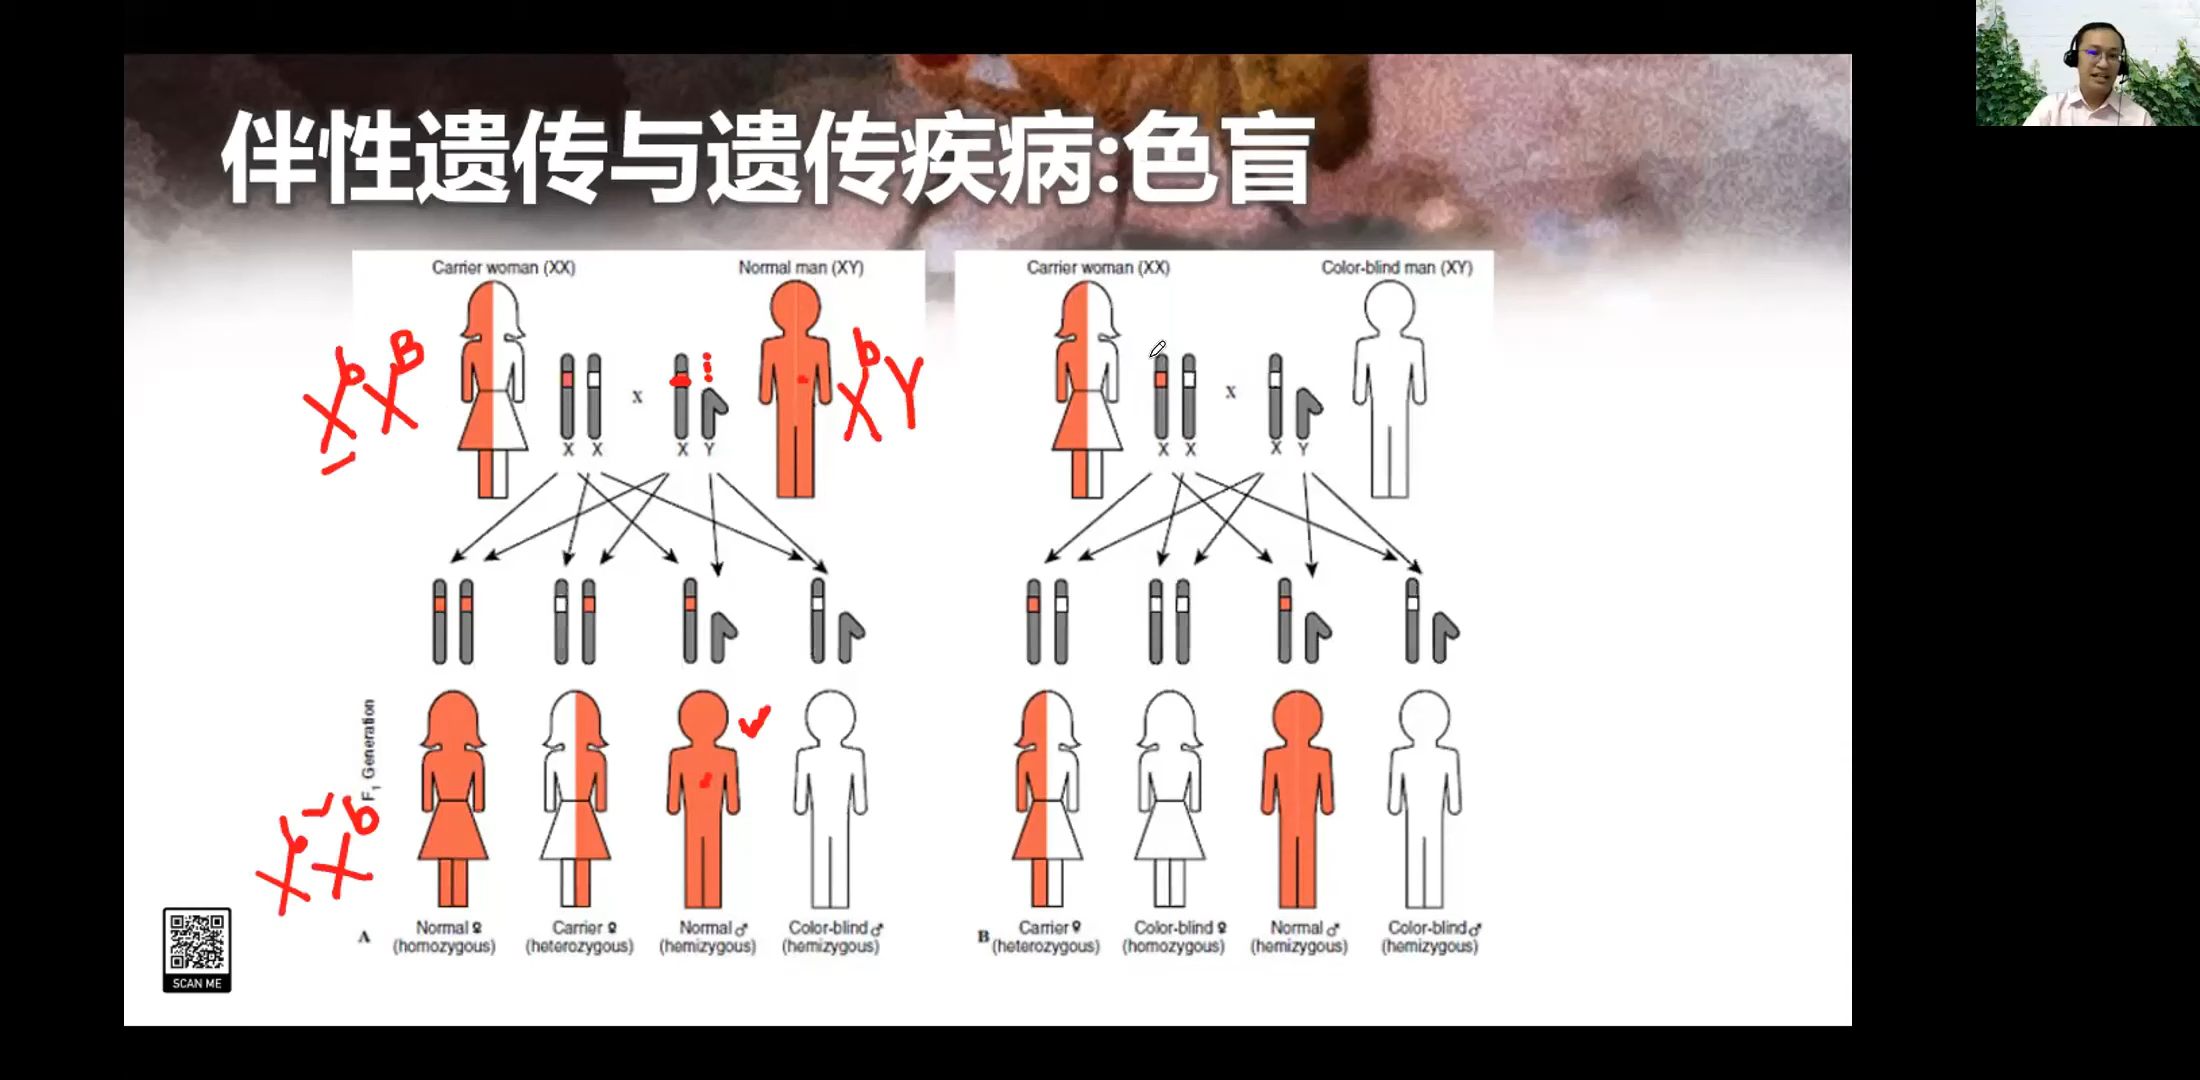 伴性遗传与遗传疾病:色盲
Carrier woman (XX)
Normal man (XY)
X^b X^B
X^b Y
x
X X
X Y
F1 Generation
X^b X^b
A
Normal ♀
(homozygous)
Carrier ♀
(heterozygous)
Normal ♂
(hemizygous)
Color-blind ♂
(hemizygous)
Carrier woman (XX)
Color-blind man (XY)
x
X X
X Y
B
Carrier ♀
(heterozygous)
Color-blind ♀
(homozygous)
Normal ♂
(hemizygous)
Color-blind ♂
(hemizygous)
SCAN ME